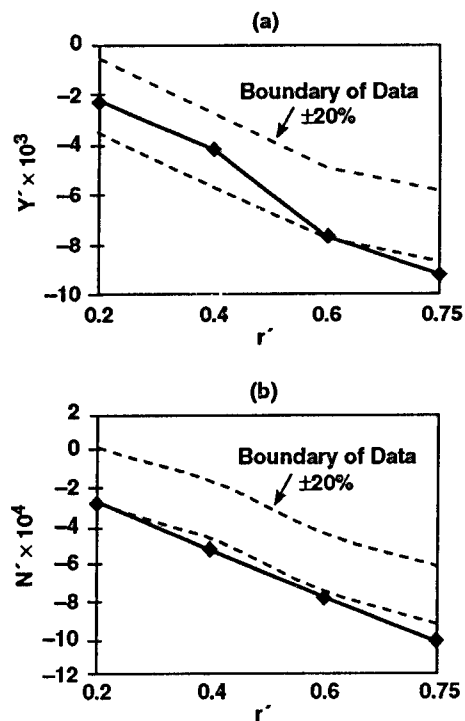 (a)
0
−2
−4
−6
−8
−10
Y´ × 10³
Boundary of Data
±20%
0.2 0.4 0.6 0.75
r´
(b)
2
0
−2
−4
−6
−8
−10
−12
N´ × 10⁴
Boundary of Data
±20%
0.2 0.4 0.6 0.75
r´